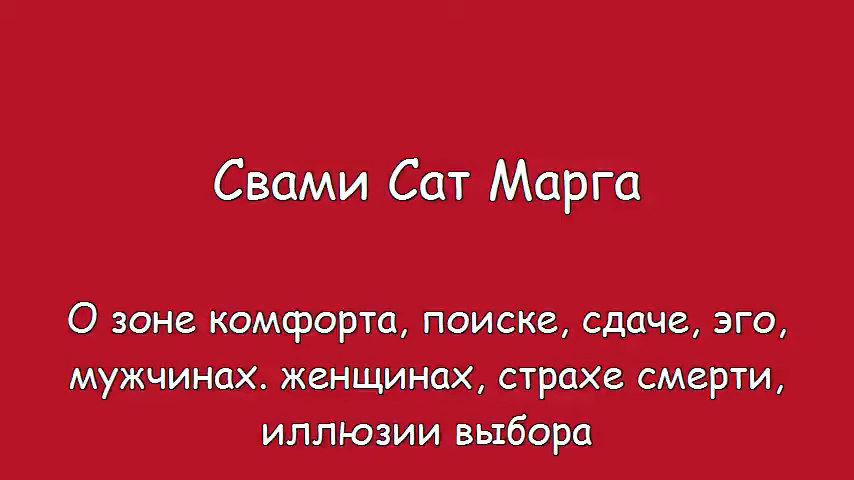 Свами Сат Марга
О зоне комфорта, поиске, сдаче, эго,
мужчинах. женщинах, страхе смерти,
иллюзии выбора